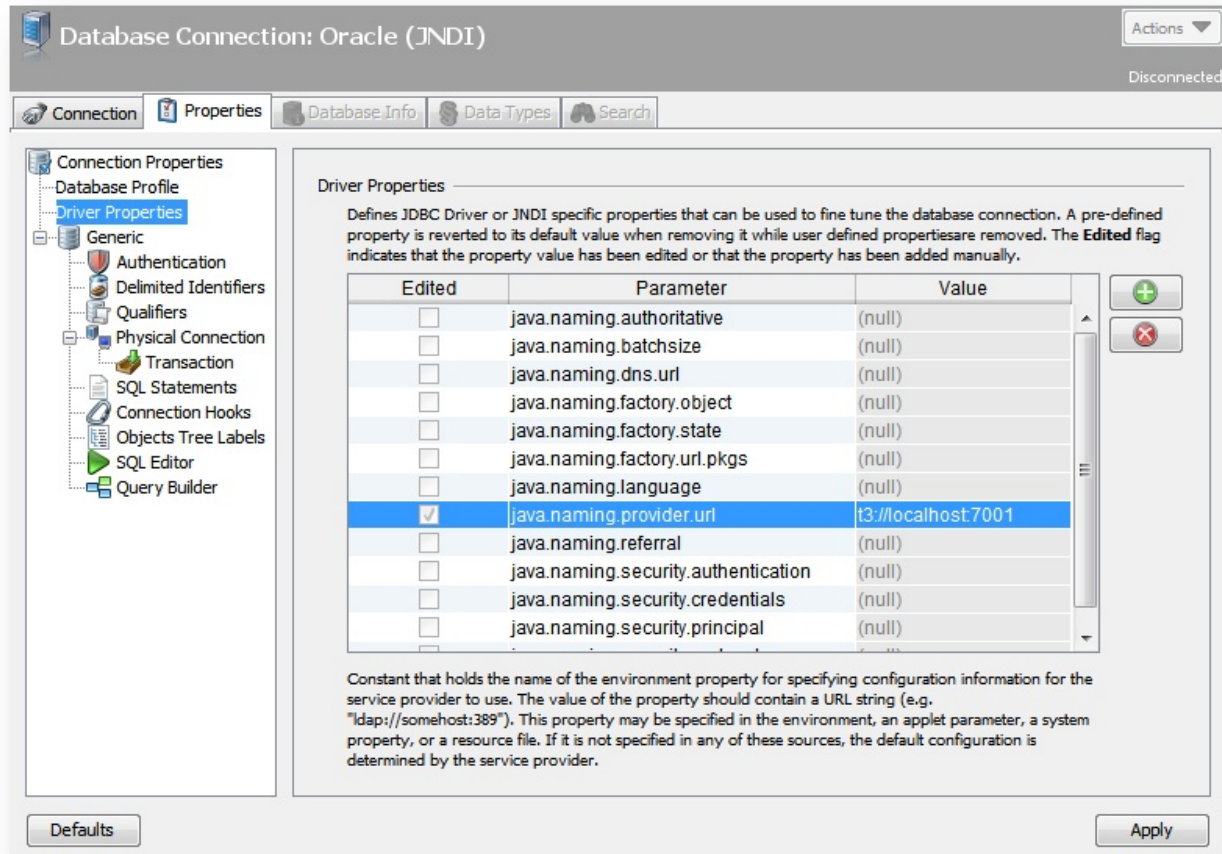 Database Connection: Oracle (JNDI)
Actions
Disconnected
Connection
Properties
Database Info
Data Types
Search
Connection Properties
Database Profile
Driver Properties
Generic
Authentication
Delimited Identifiers
Qualifiers
Physical Connection
Transaction
SQL Statements
Connection Hooks
Objects Tree Labels
SQL Editor
Query Builder
Driver Properties
Defines JDBC Driver or JNDI specific properties that can be used to fine tune the database connection. A pre-defined
property is reverted to its default value when removing it while user defined propertiesare removed. The Edited flag
indicates that the property value has been edited or that the property has been added manually.
Edited Parameter Value
java.naming.authoritative (null)
java.naming.batchsize (null)
java.naming.dns.url (null)
java.naming.factory.object (null)
java.naming.factory.state (null)
java.naming.factory.url.pkgs (null)
java.naming.language (null)
java.naming.provider.url t3://localhost:7001
java.naming.referral (null)
java.naming.security.authentication (null)
java.naming.security.credentials (null)
java.naming.security.principal (null)
Constant that holds the name of the environment property for specifying configuration information for the
service provider to use. The value of the property should contain a URL string (e.g.
"ldap://somehost:389"). This property may be specified in the environment, an applet parameter, a system
property, or a resource file. If it is not specified in any of these sources, the default configuration is
determined by the service provider.
Defaults
Apply